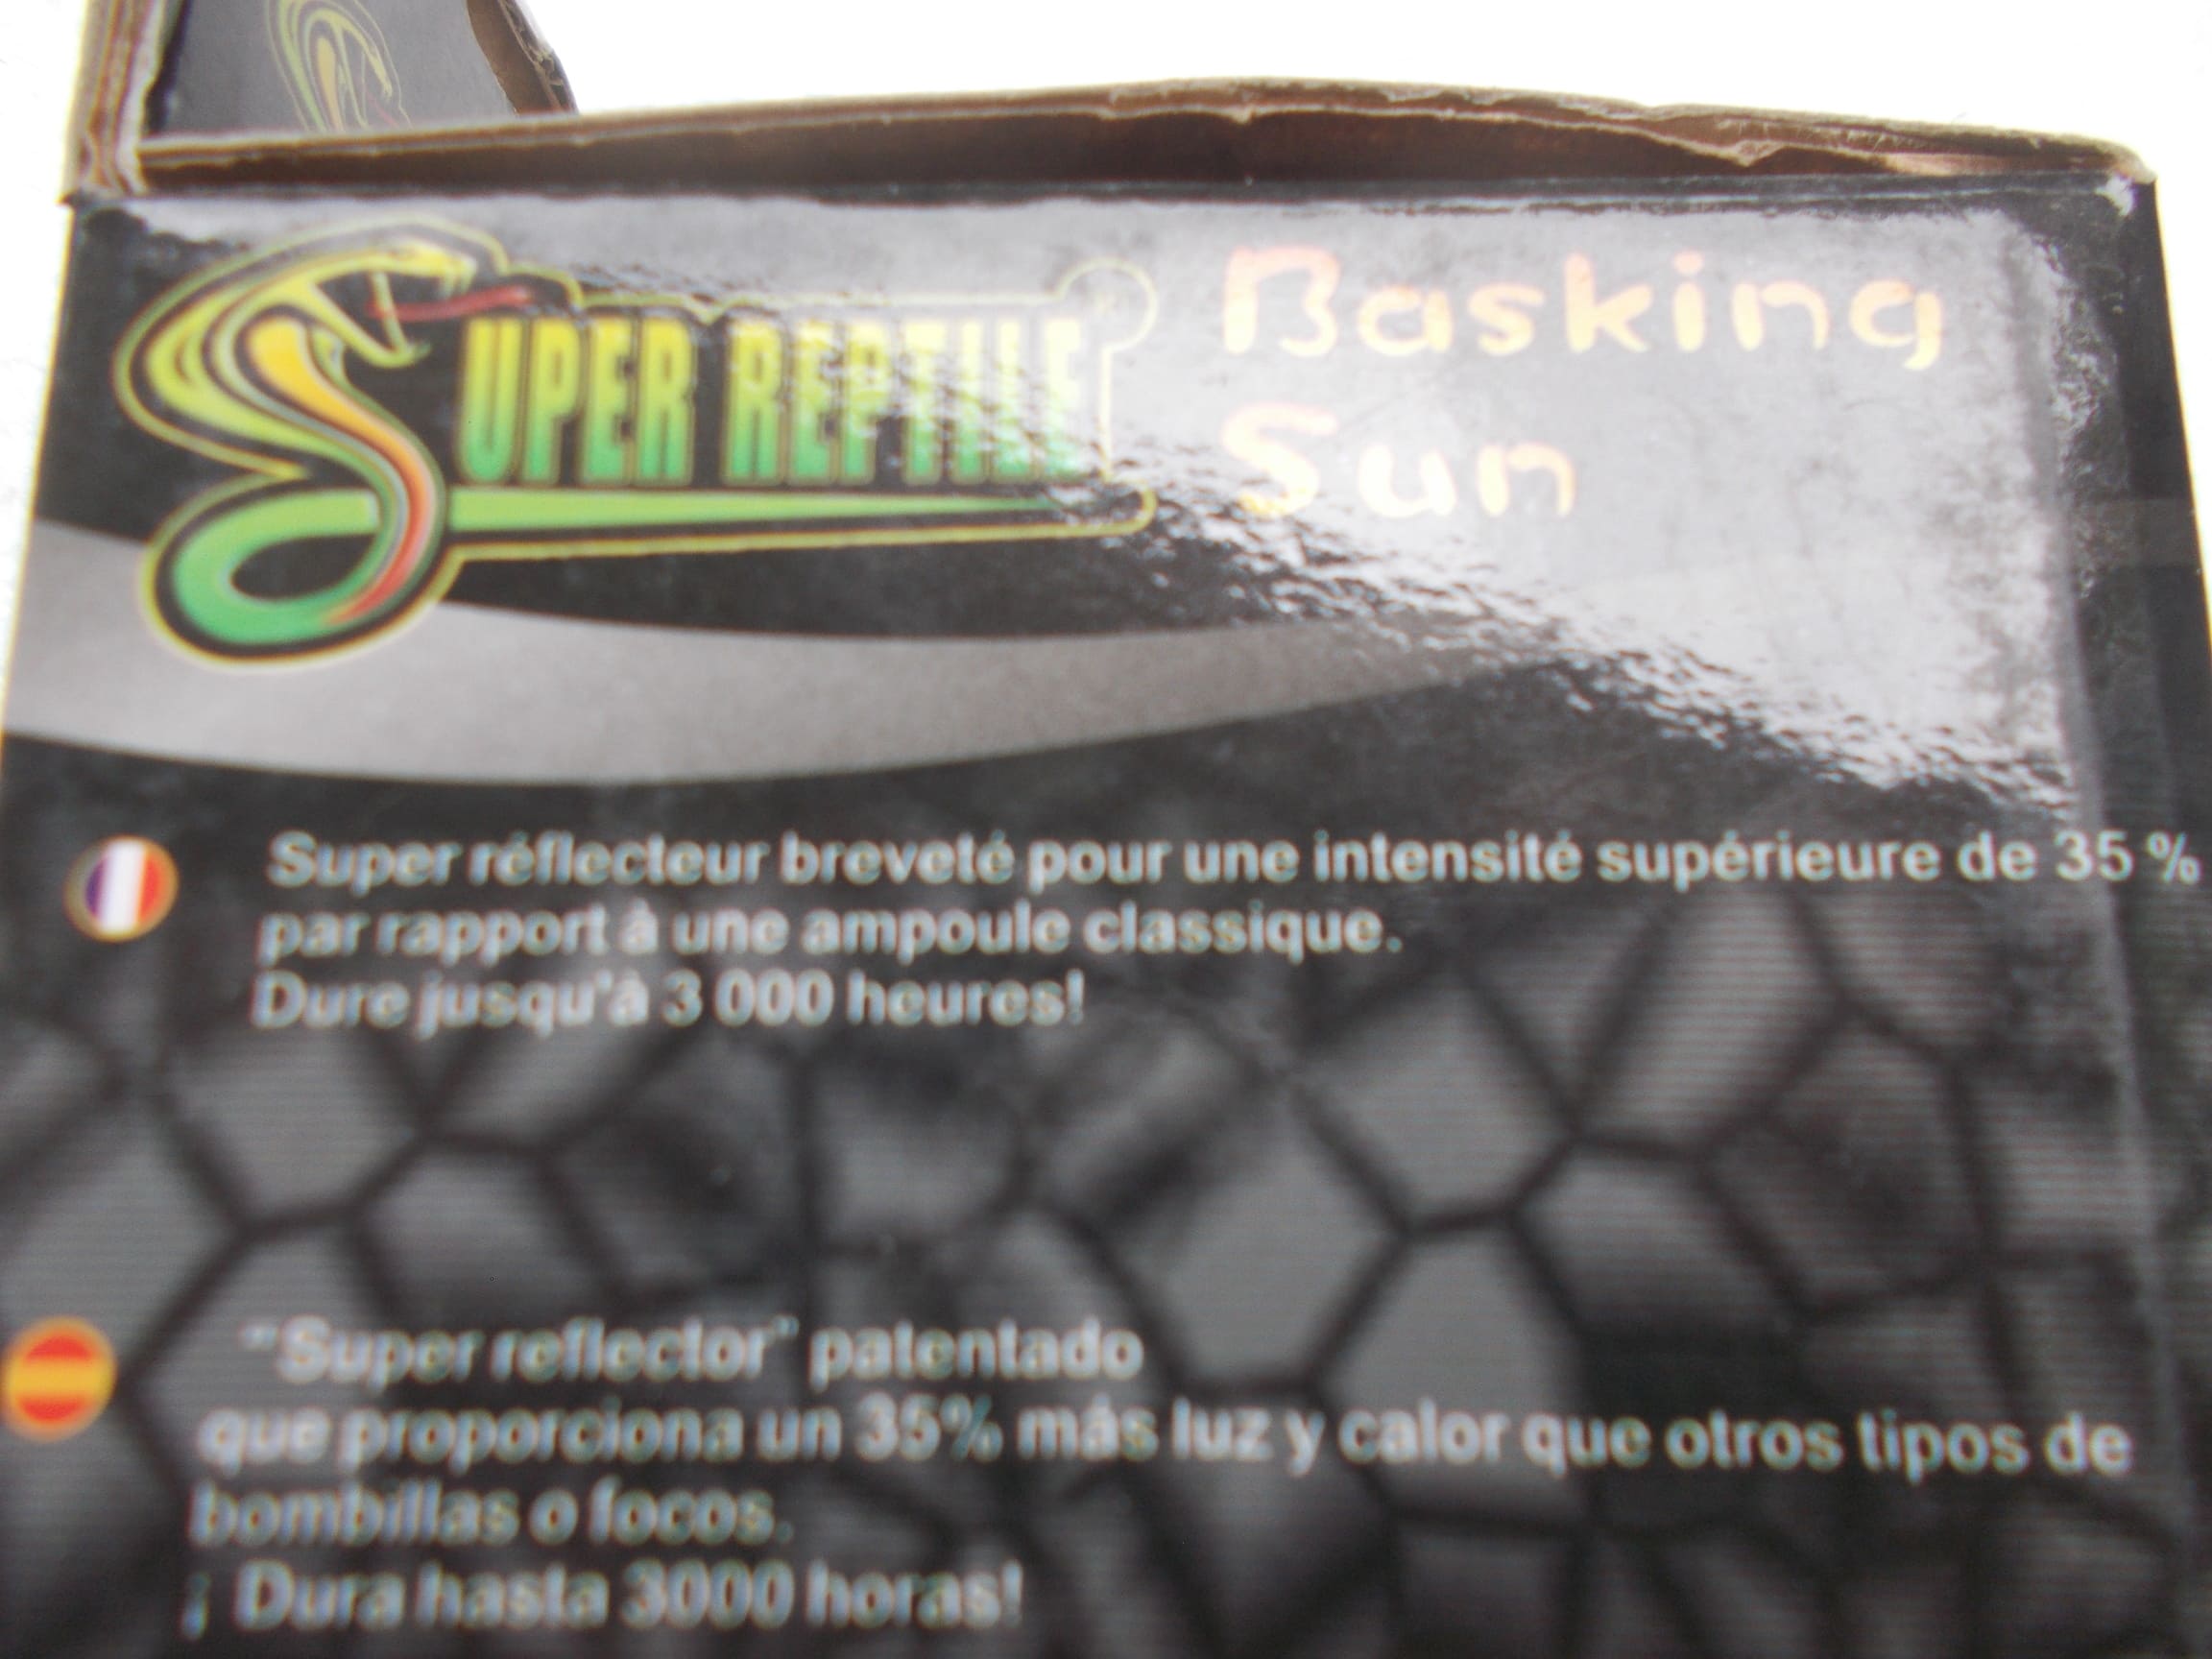 SUPER REPTILE
Basking
Sun
Super réflecteur breveté pour une intensité supérieure de 35 %
par rapport à une ampoule classique.
Dure jusqu'à 3 000 heures!
"Super reflector" patentado
que proporciona un 35% más luz y calor que otros tipos de
bombillas o focos.
¡ Dura hasta 3000 horas!